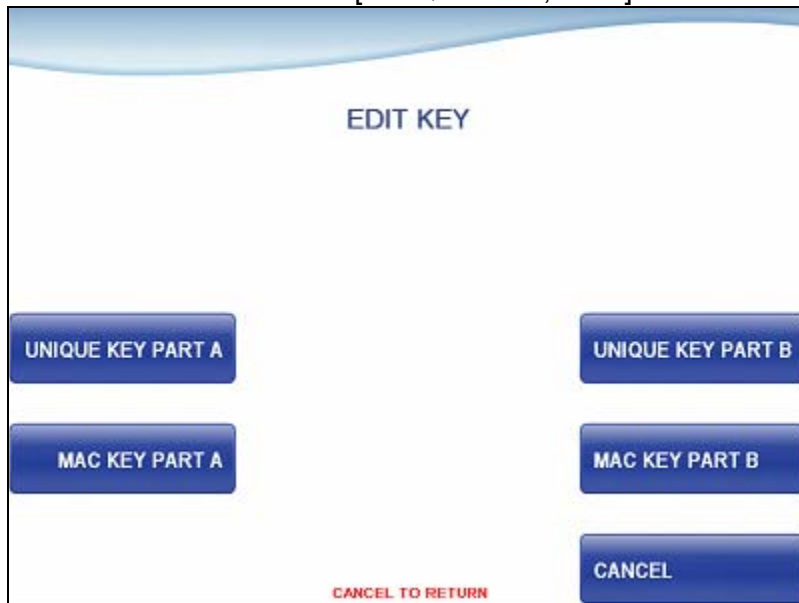 EDIT KEY
UNIQUE KEY PART A
UNIQUE KEY PART B
MAC KEY PART A
MAC KEY PART B
CANCEL
CANCEL TO RETURN